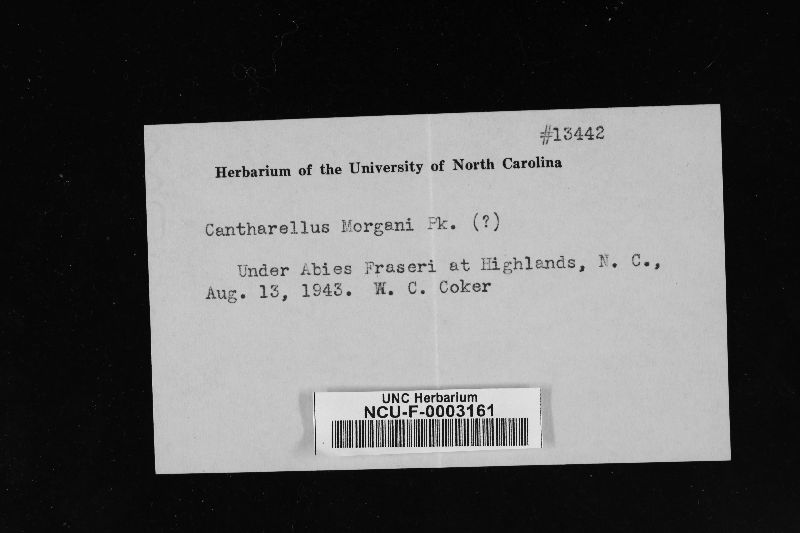 #13442
Herbarium of the University of North Carolina
Cantharellus Morgani Pk. (?)
Under Abies Fraseri at Highlands, N. C.,
Aug. 13, 1943. W. C. Coker
UNC Herbarium
NCU-F-0003161